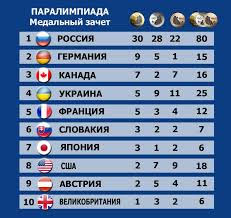 ПАРАЛИМПИАДА
Медальный зачет
1 РОССИЯ 30 28 22 80
2 ГЕРМАНИЯ 9 5 1 15
3 КАНАДА 7 2 7 16
4 УКРАИНА 5 9 11 25
5 ФРАНЦИЯ 5 3 4 12
6 СЛОВАКИЯ 3 2 2 7
7 ЯПОНИЯ 3 1 2 6
8 США 2 7 9 18
9 АВСТРИЯ 2 5 4 11
10 ВЕЛИКОБРИТАНИЯ 1 3 2 6